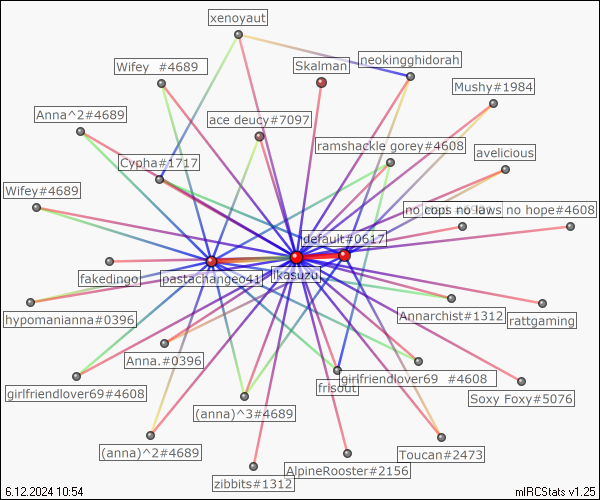 xenoyaut
Skalman
neokingghidorah
Wifey  #4689
Mushy#1984
Anna^2#4689
ace deucy#7097
ramshackle gorey#4608
avelicious
Cypha#1717
Wifey#4689
no cops no laws no hope#4608
default#0617
fakedingo
pastachangeo41
ikasuzu
hypomanianna#0396
Annarchist#1312
rattgaming
Anna.#0396
girlfriendlover69#4608
frisout
girlfriendlover69  #4608
Soxy Foxy#5076
(anna)^3#4689
(anna)^2#4689
Toucan#2473
AlpineRooster#2156
zibbits#1312
6.12.2024 10:54
mIRCStats v1.25